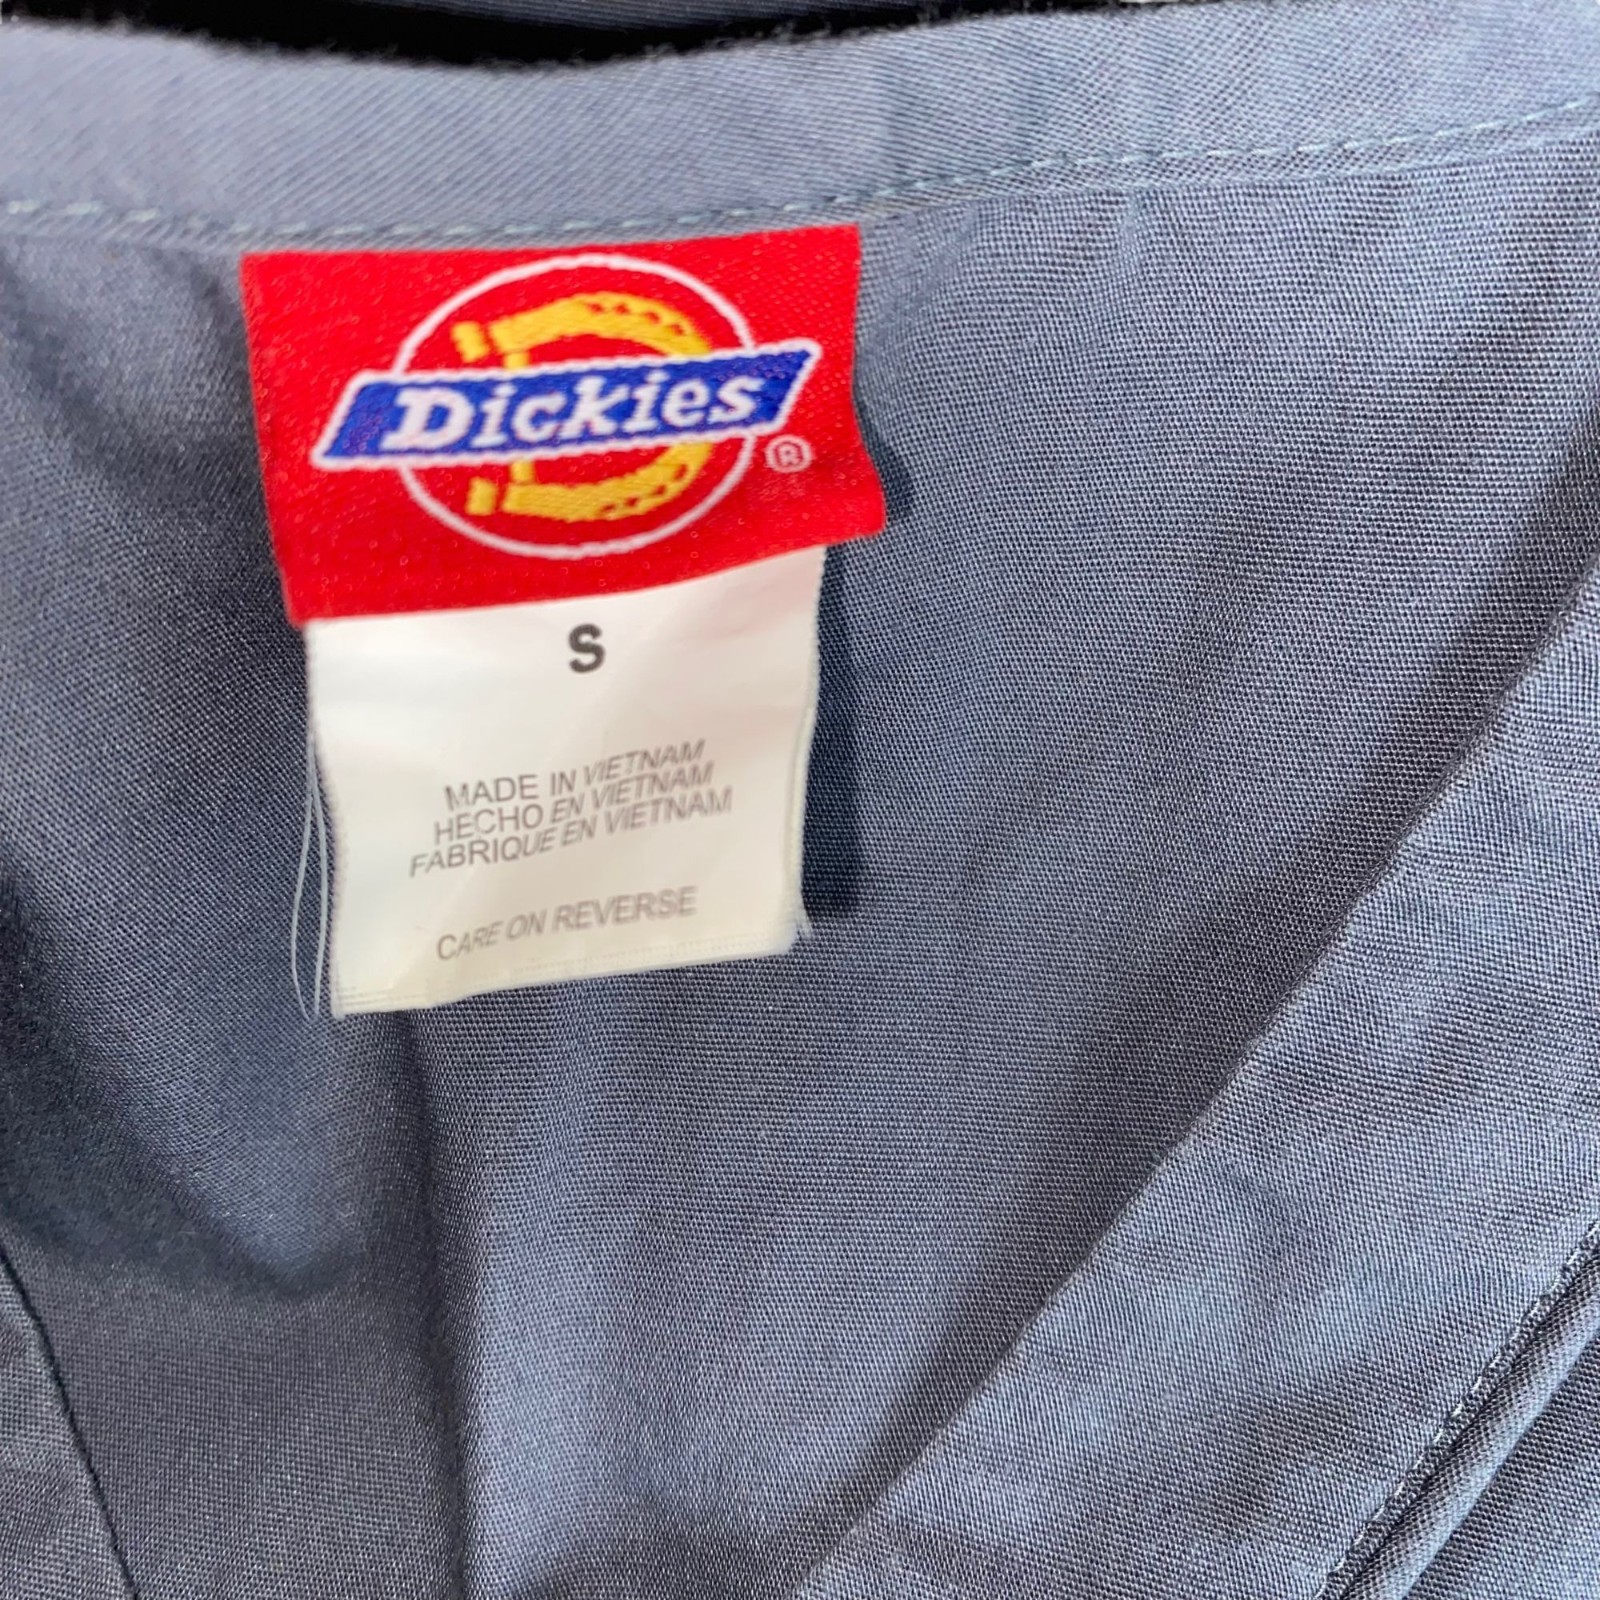 Dickies
®
S
MADE IN VIETNAM
HECHO EN VIETNAM
FABRIQUE EN VIETNAM
CARE ON REVERSE